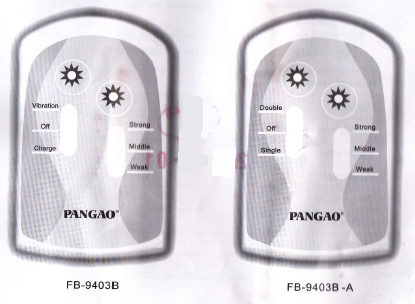 Vibration
Off
Charge
Strong
Middle
Weak
PANGAO®
FB-9403B
Double
Off
Single
Strong
Middle
Weak
PANGAO®
FB-9403B-A